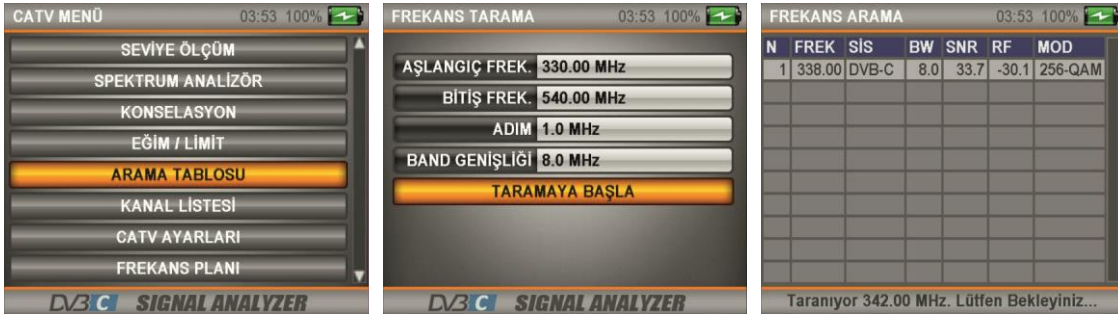 CATV MENÜ 03:53 100%
SEVİYE ÖLÇÜM
SPEKTRUM ANALİZÖR
KONSELASYON
EĞİM / LİMİT
ARAMA TABLOSU
KANAL LİSTESİ
CATV AYARLARI
FREKANS PLANI
DVB C SIGNAL ANALYZER
FREKANS TARAMA 03:53 100%
AŞLANGIÇ FREK. 330.00 MHz
BİTİŞ FREK. 540.00 MHz
ADIM 1.0 MHz
BAND GENİŞLİĞİ 8.0 MHz
TARAMAYA BAŞLA
DVB C SIGNAL ANALYZER
FREKANS ARAMA 03:53 100%
N FREK SİS BW SNR RF MOD
1 338.00 DVB-C 8.0 33.7 -30.1 256-QAM
Taranıyor 342.00 MHz. Lütfen Bekleyiniz...